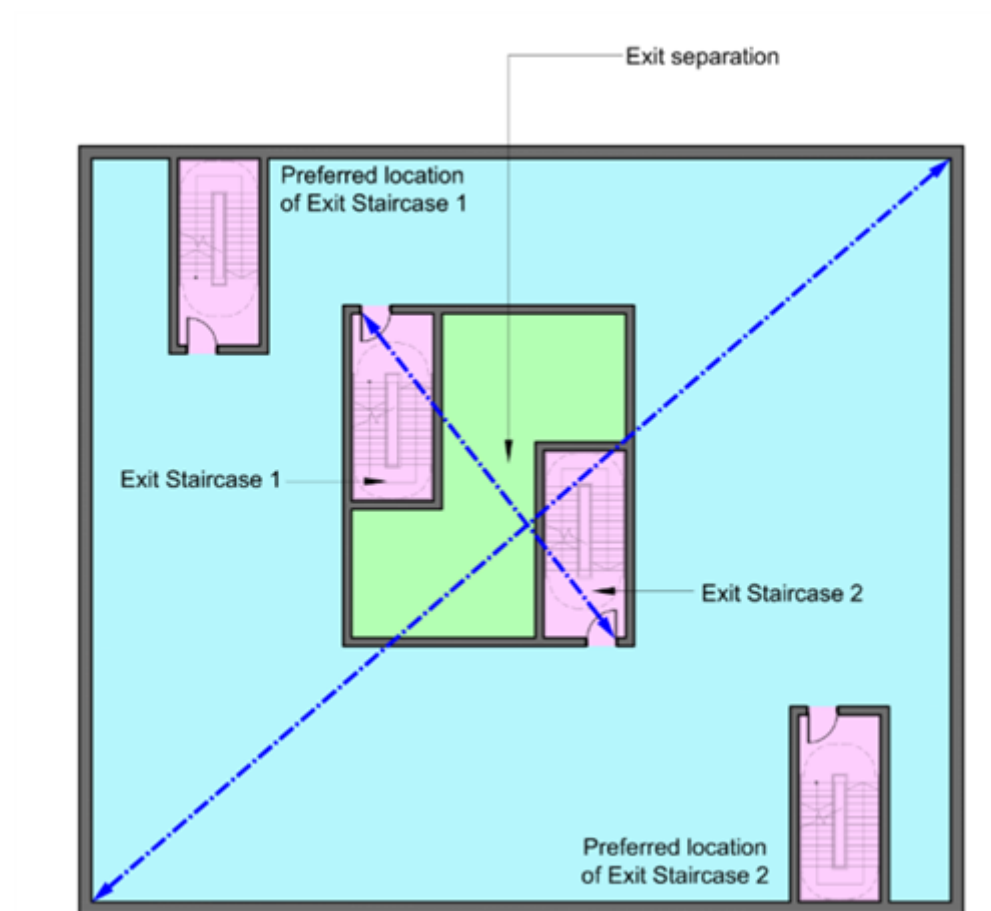 Exit separation
Preferred location
of Exit Staircase 1
Exit Staircase 1
Exit Staircase 2
Preferred location
of Exit Staircase 2